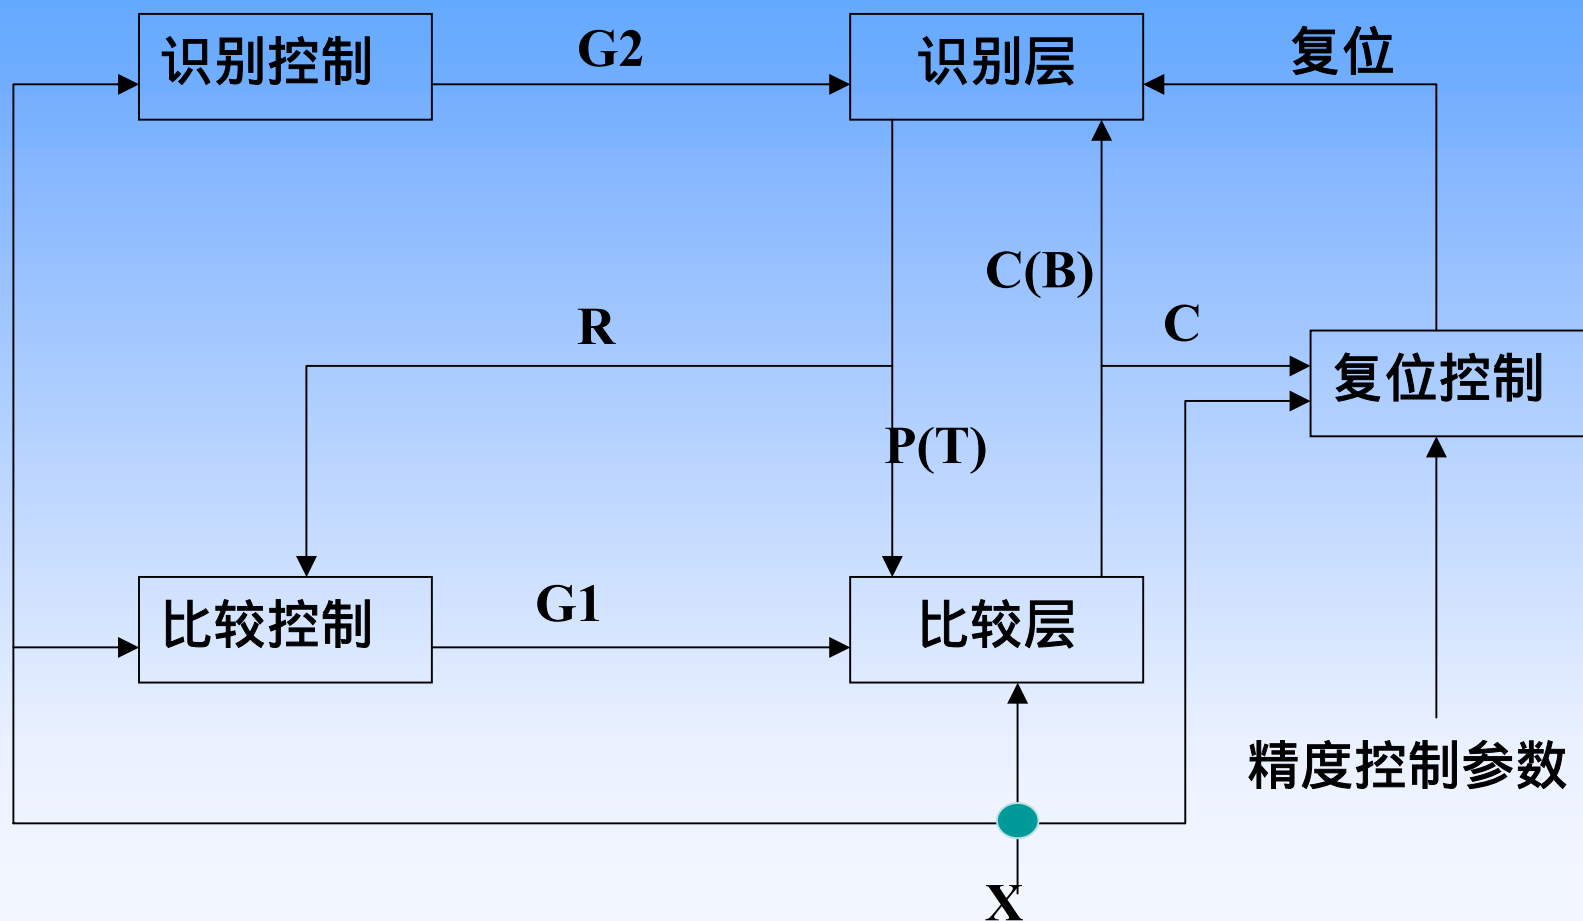 识别控制
G2
识别层
复位
C(B)
R
C
复位控制
P(T)
比较控制
G1
比较层
精度控制参数
X